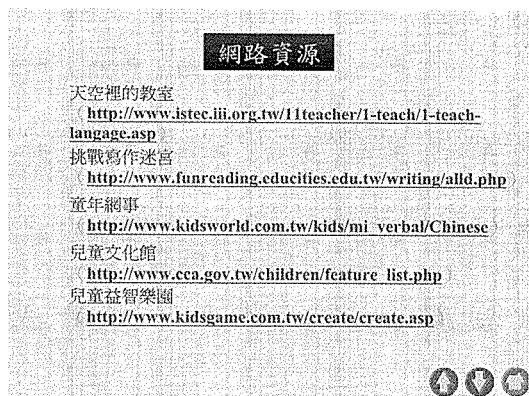 網路資源
天空裡的教室
（http://www.istec.iii.org.tw/11teacher/1-teach/1-teach-
langage.asp）
挑戰寫作迷宮
（http://www.funreading.educities.edu.tw/writing/alld.php）
童年網事
（http://www.kidsworld.com.tw/kids/mi_verbal/Chinese）
兒童文化館
（http://www.cca.gov.tw/children/feature_list.php）
兒童益智樂園
（http://www.kidsgame.com.tw/create/create.asp）